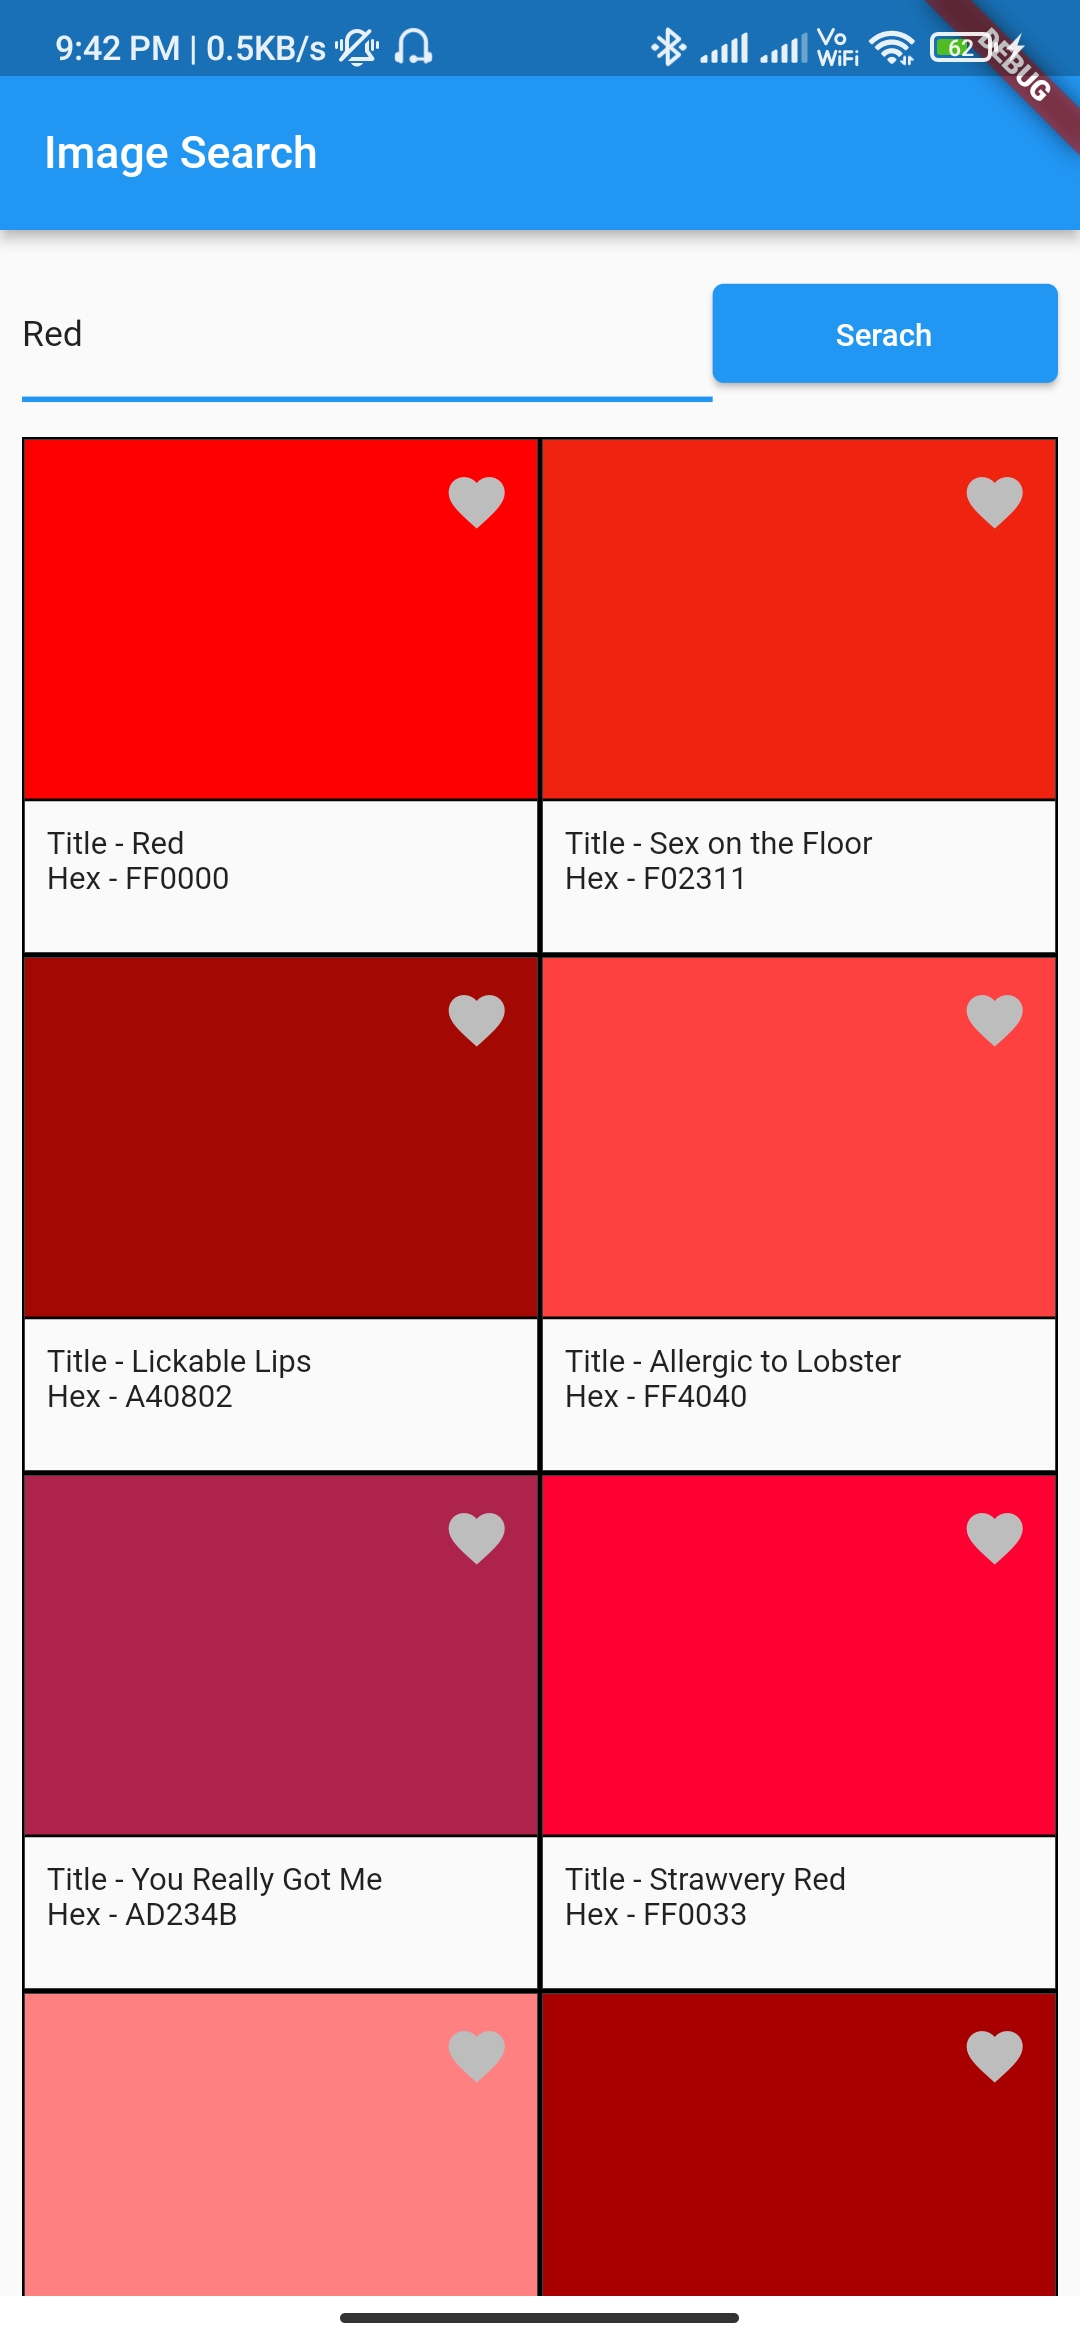 9:42 PM | 0.5KB/s Vo WiFi 62
DEBUG
Image Search
Red
Serach
Title - Red
Hex - FF0000
Title - Sex on the Floor
Hex - F02311
Title - Lickable Lips
Hex - A40802
Title - Allergic to Lobster
Hex - FF4040
Title - You Really Got Me
Hex - AD234B
Title - Strawvery Red
Hex - FF0033